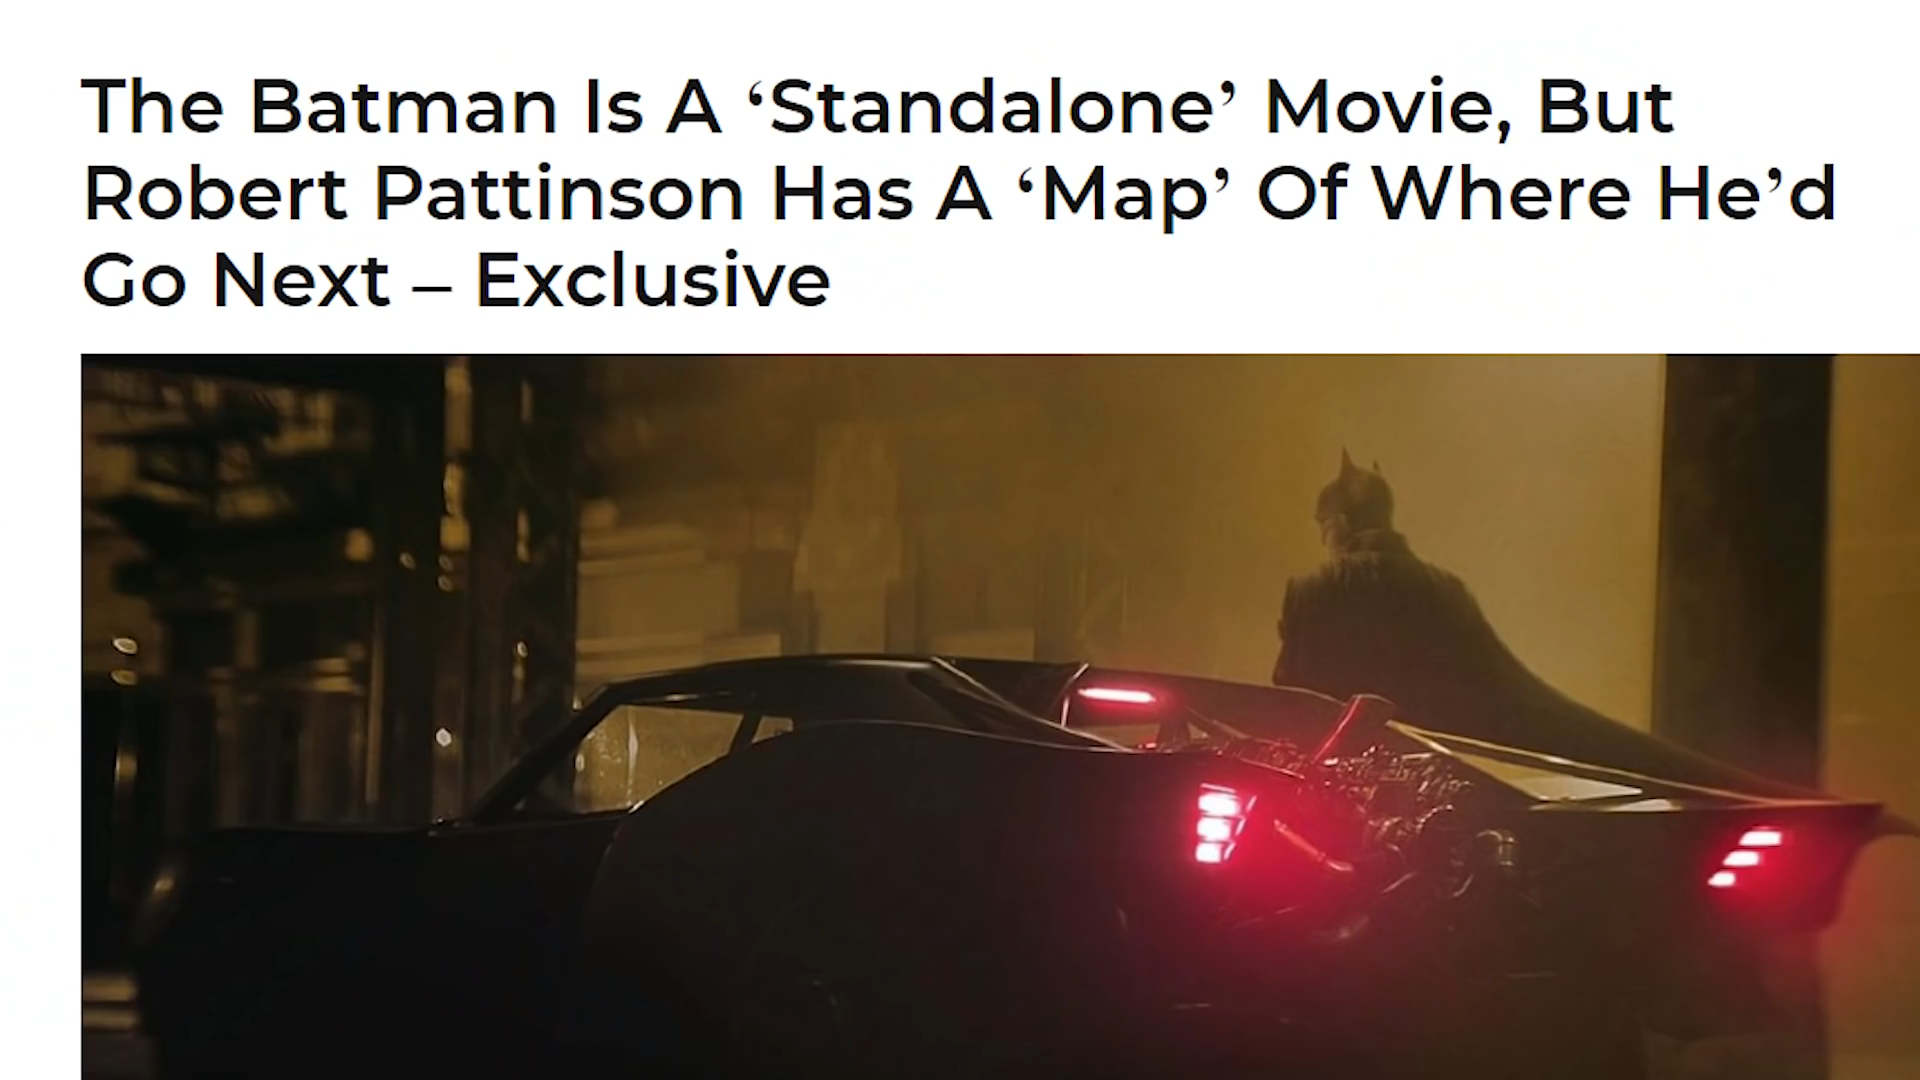 The Batman Is A ‘Standalone’ Movie, But
Robert Pattinson Has A ‘Map’ Of Where He’d
Go Next – Exclusive